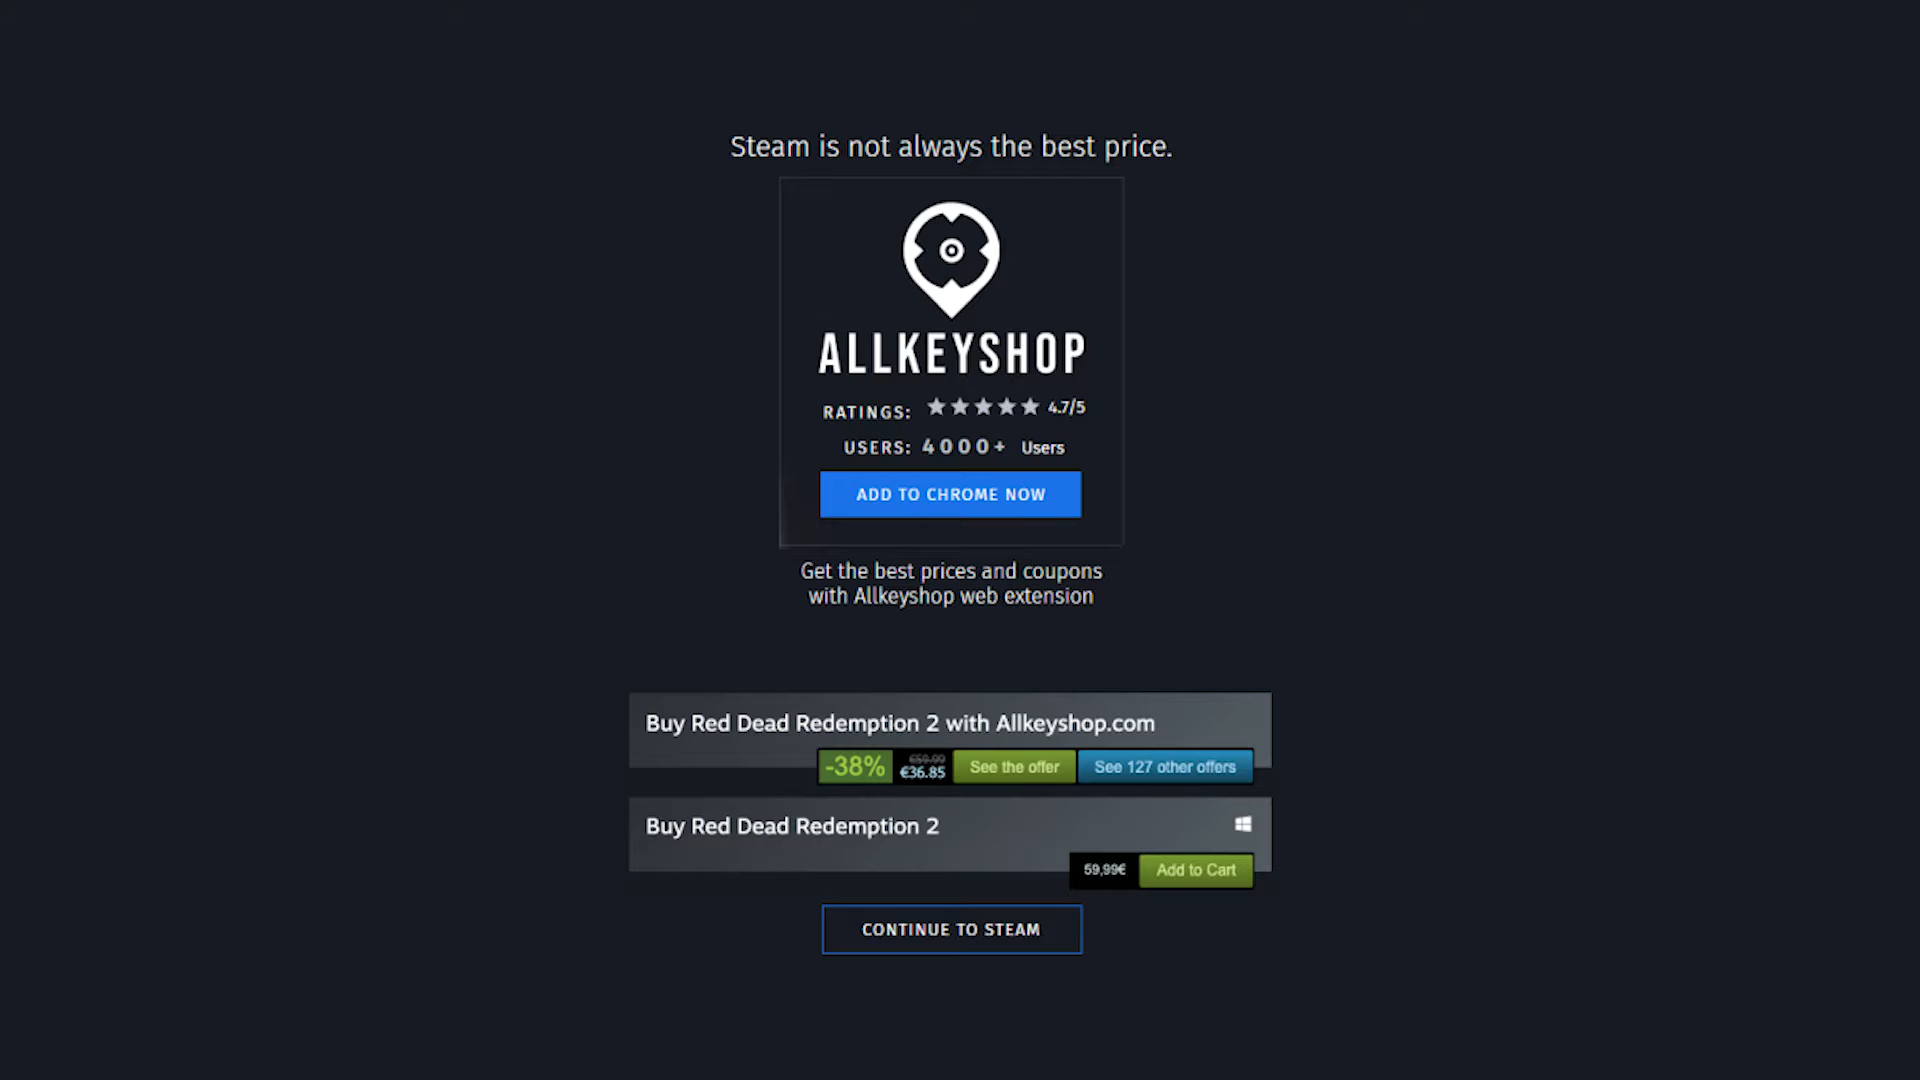 Steam is not always the best price.
ALLKEYSHOP
RATINGS: 4.7/5
USERS: 4000+ Users
ADD TO CHROME NOW
Get the best prices and coupons
with Allkeyshop web extension
Buy Red Dead Redemption 2 with Allkeyshop.com
-38% €59.99 €36.85 See the offer See 127 other offers
Buy Red Dead Redemption 2
59,99€ Add to Cart
CONTINUE TO STEAM